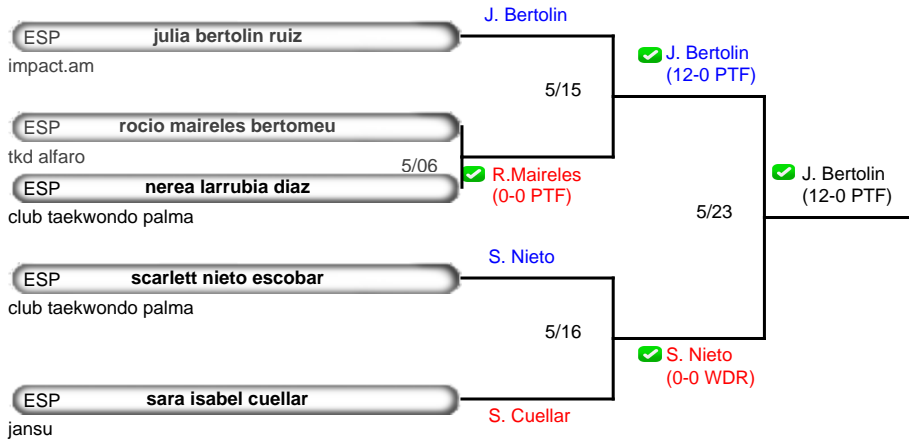 J. Bertolin
ESP julia bertolin ruiz
impact.am
J. Bertolin
(12-0 PTF)
5/15
ESP rocio maireles bertomeu
tkd alfaro
5/06
R.Maireles
(0-0 PTF)
ESP nerea larrubia diaz
club taekwondo palma
J. Bertolin
(12-0 PTF)
5/23
S. Nieto
ESP scarlett nieto escobar
club taekwondo palma
5/16
S. Nieto
(0-0 WDR)
ESP sara isabel cuellar
S. Cuellar
jansu